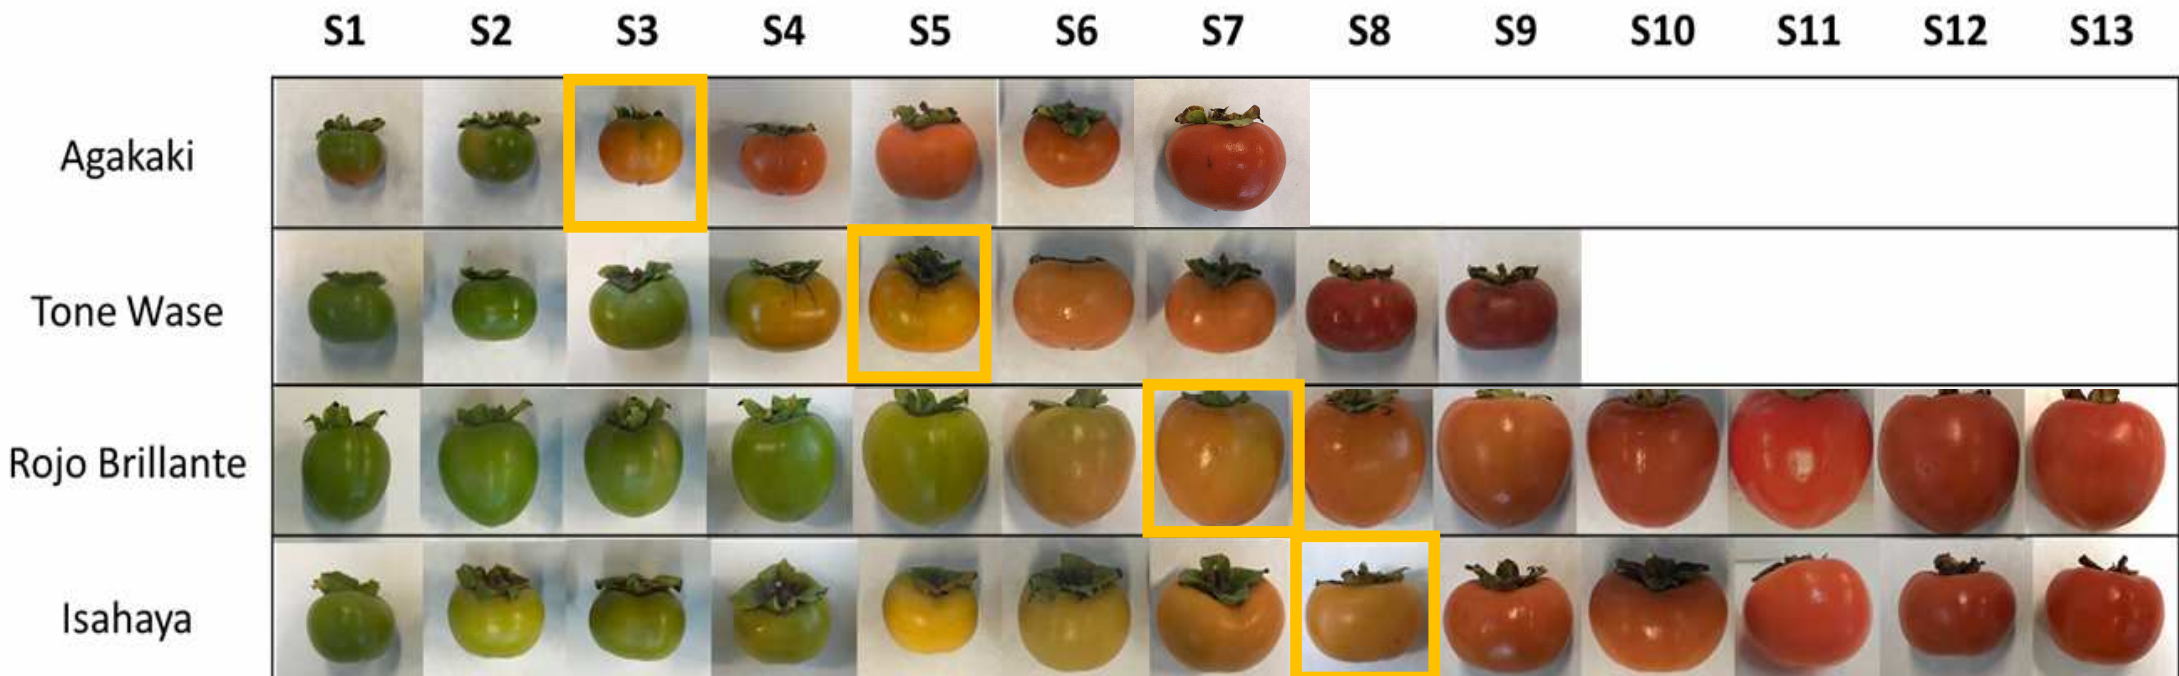 S1 S2 S3 S4 S5 S6 S7 S8 S9 S10 S11 S12 S13
Agakaki
Tone Wase
Rojo Brillante
Isahaya